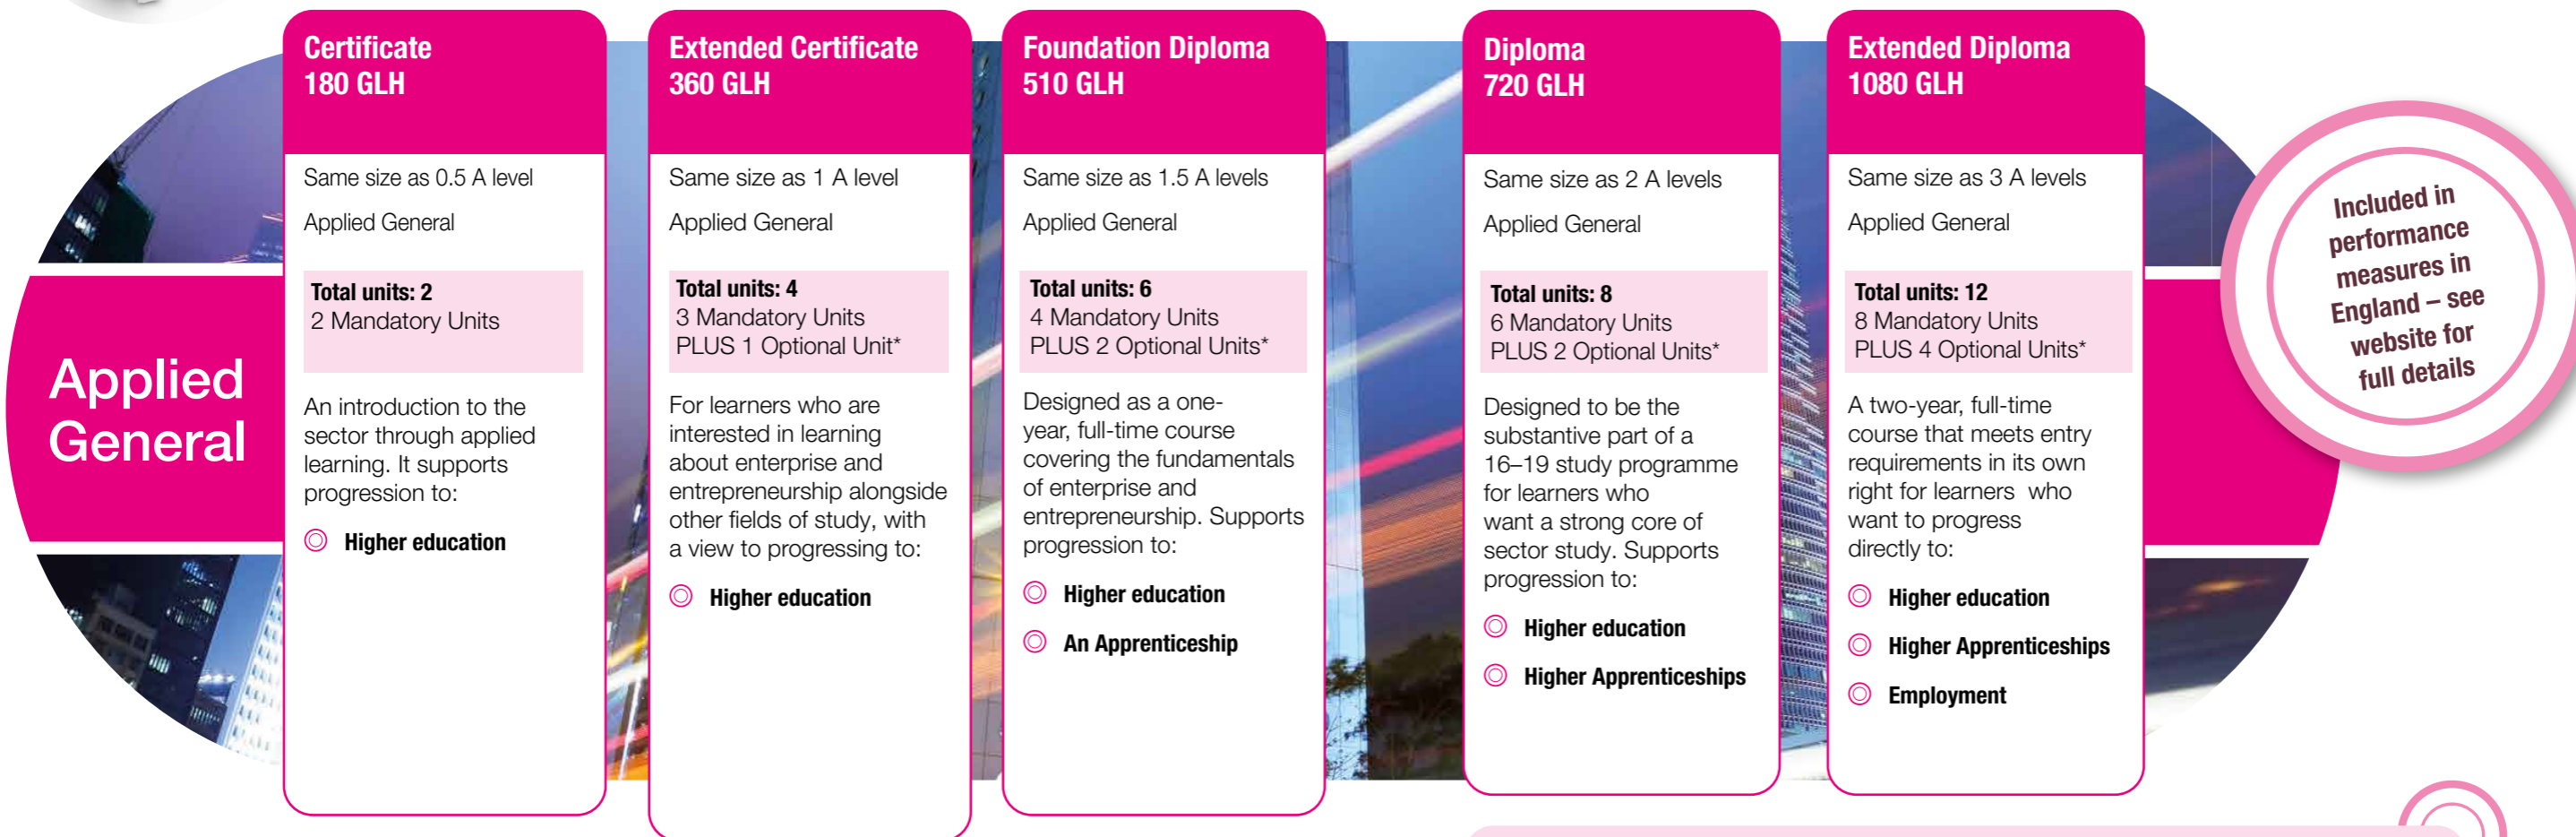 Applied
General
Certificate
180 GLH
Same size as 0.5 A level
Applied General
Total units: 2
2 Mandatory Units
An introduction to the
sector through applied
learning. It supports
progression to:
Higher education
Extended Certificate
360 GLH
Same size as 1 A level
Applied General
Total units: 4
3 Mandatory Units
PLUS 1 Optional Unit*
For learners who are
interested in learning
about enterprise and
entrepreneurship alongside
other fields of study, with
a view to progressing to:
Higher education
Foundation Diploma
510 GLH
Same size as 1.5 A levels
Applied General
Total units: 6
4 Mandatory Units
PLUS 2 Optional Units*
Designed as a one-
year, full-time course
covering the fundamentals
of enterprise and
entrepreneurship. Supports
progression to:
Higher education
An Apprenticeship
Diploma
720 GLH
Same size as 2 A levels
Applied General
Total units: 8
6 Mandatory Units
PLUS 2 Optional Units*
Designed to be the
substantive part of a
16–19 study programme
for learners who
want a strong core of
sector study. Supports
progression to:
Higher education
Higher Apprenticeships
Extended Diploma
1080 GLH
Same size as 3 A levels
Applied General
Total units: 12
8 Mandatory Units
PLUS 4 Optional Units*
A two-year, full-time
course that meets entry
requirements in its own
right for learners who
want to progress
directly to:
Higher education
Higher Apprenticeships
Employment
Included in
performance
measures in
England – see
website for
full details